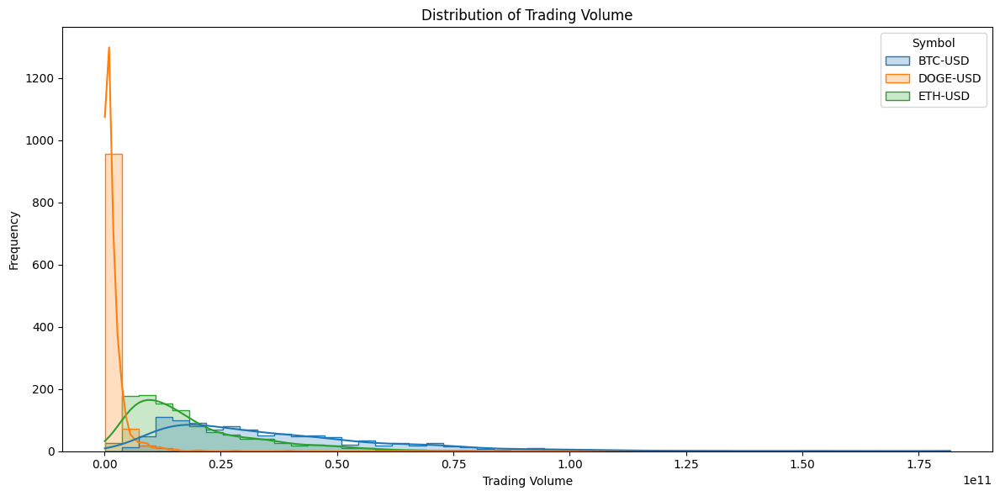 Distribution of Trading Volume
Symbol
BTC-USD
DOGE-USD
ETH-USD
Frequency
1200
1000
800
600
400
200
0
0.00 0.25 0.50 0.75 1.00 1.25 1.50 1.75
1e11
Trading Volume